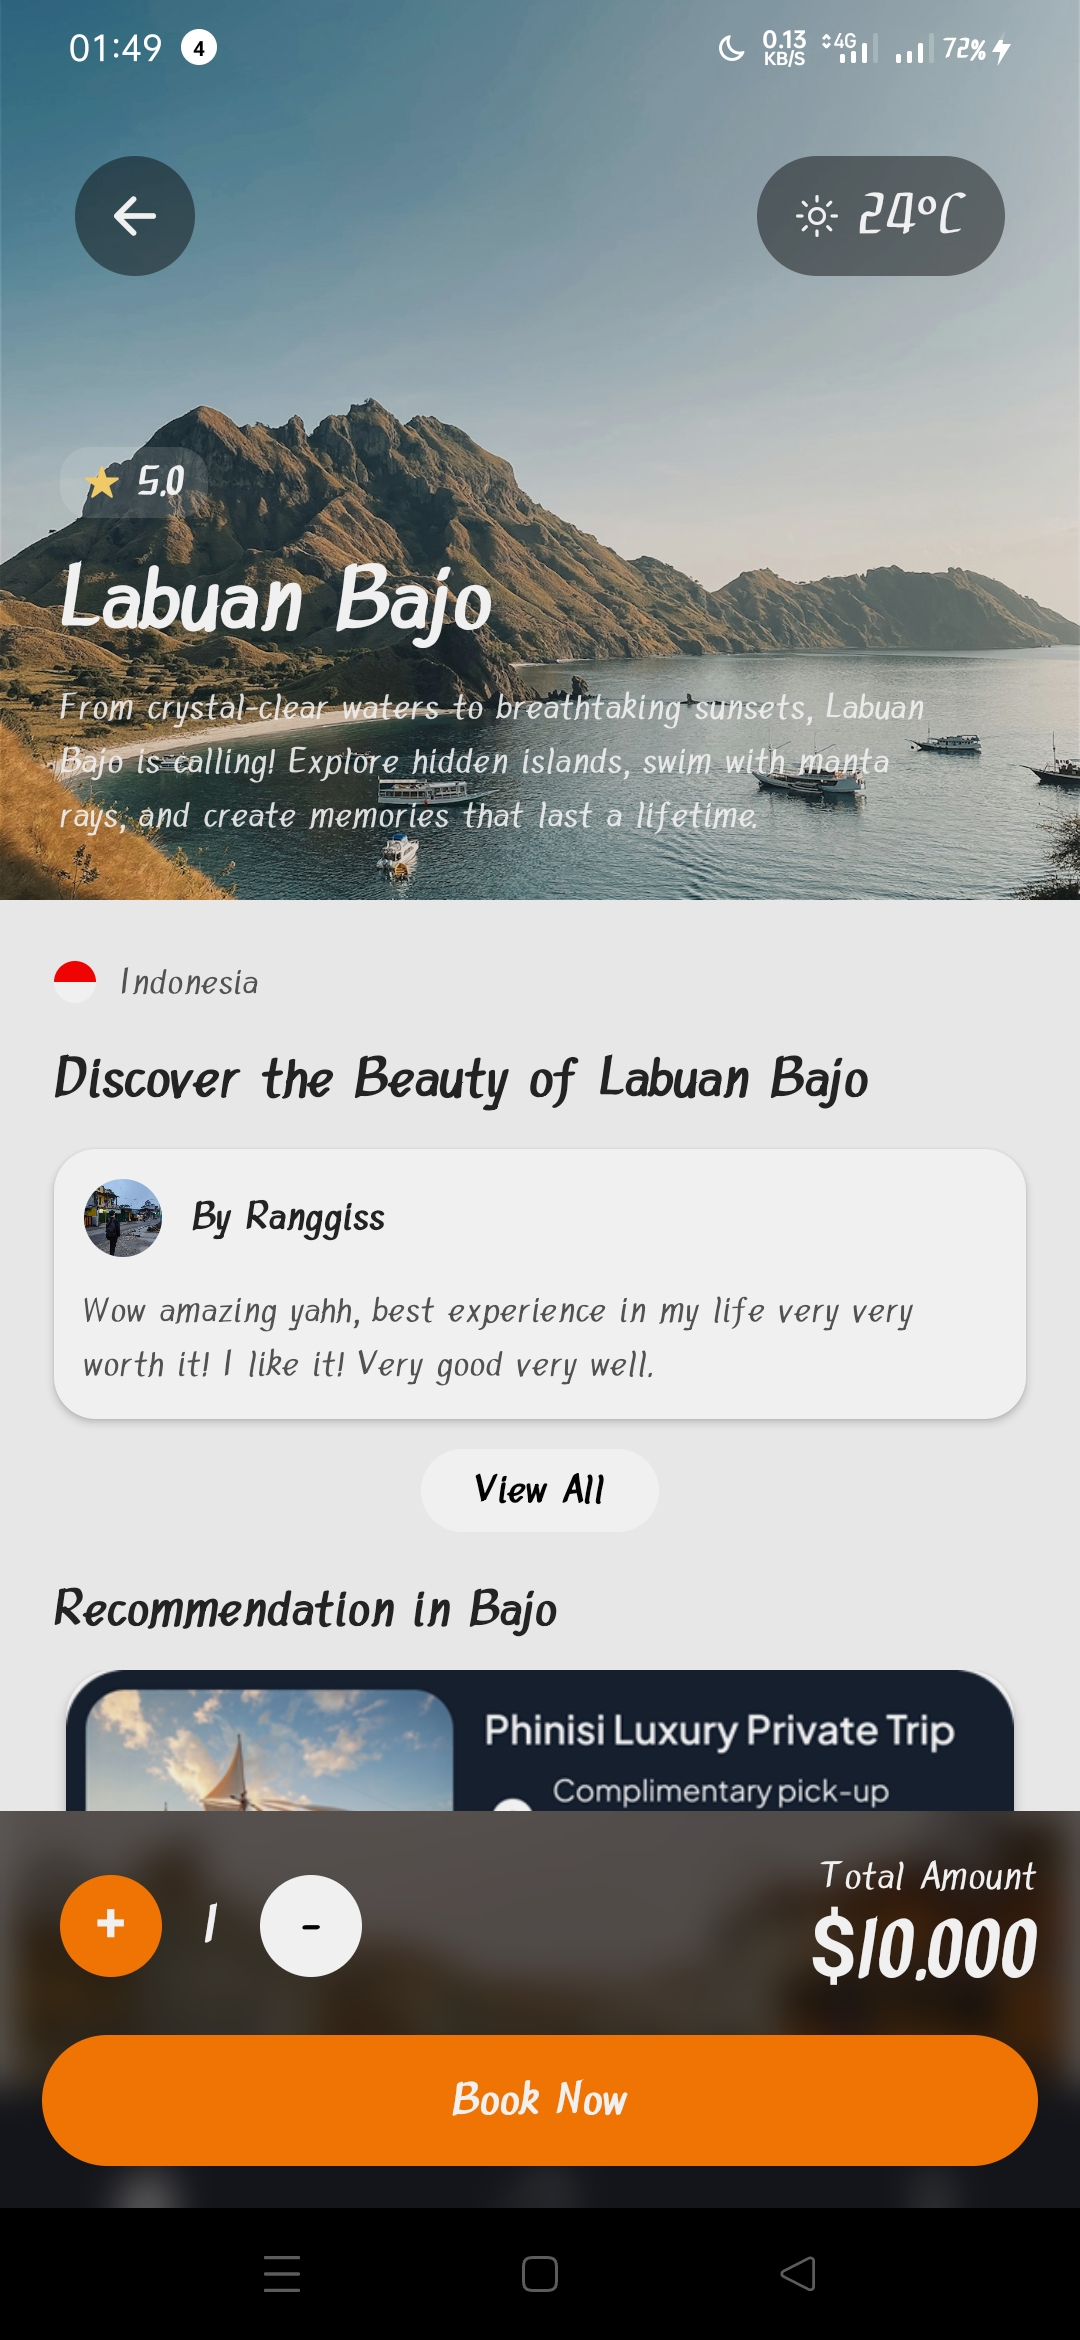 01:49 4 0.13 KB/S 4G 72%
24°C
5.0
Labuan Bajo
From crystal-clear waters to breathtaking sunsets, Labuan
Bajo is calling! Explore hidden islands, swim with manta
rays, and create memories that last a lifetime.
Indonesia
Discover the Beauty of Labuan Bajo
By Ranggiss
Wow amazing yahh, best experience in my life very very
worth it! I like it! Very good very well.
View All
Recommendation in Bajo
Phinisi Luxury Private Trip
Complimentary pick-up
Total Amount
+ 1 -
$10.000
Book Now